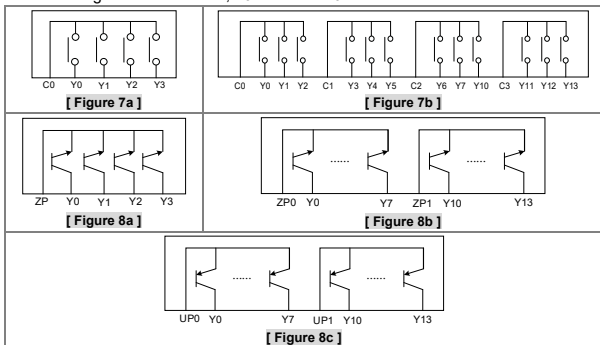 C0 Y0 Y1 Y2 Y3
[ Figure 7a ]
C0 Y0 Y1 Y2 C1 Y3 Y4 Y5 C2 Y6 Y7 Y10 C3 Y11 Y12 Y13
[ Figure 7b ]
ZP Y0 Y1 Y2 Y3
[ Figure 8a ]
ZP0 Y0 ...... Y7 ZP1 Y10 ...... Y13
[ Figure 8b ]
UP0 Y0 ...... Y7 UP1 Y10 ...... Y13
[ Figure 8c ]